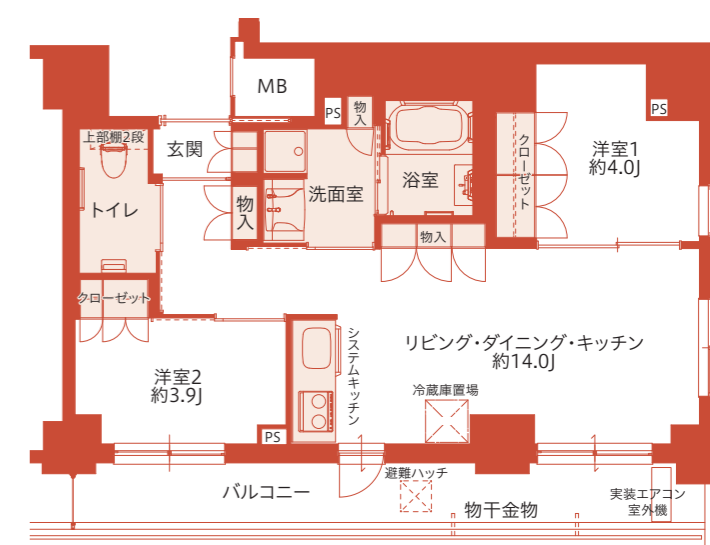 MB
PS
物入
PS
上部棚2段
玄関
洋室1
約4.0J
クローゼット
トイレ
物入
洗面室
浴室
物入
クローゼット
リビング・ダイニング・キッチン
約14.0J
システムキッチン
洋室2
約3.9J
冷蔵庫置場
PS
避難ハッチ
バルコニー
物干金物
実装エアコン
室外機